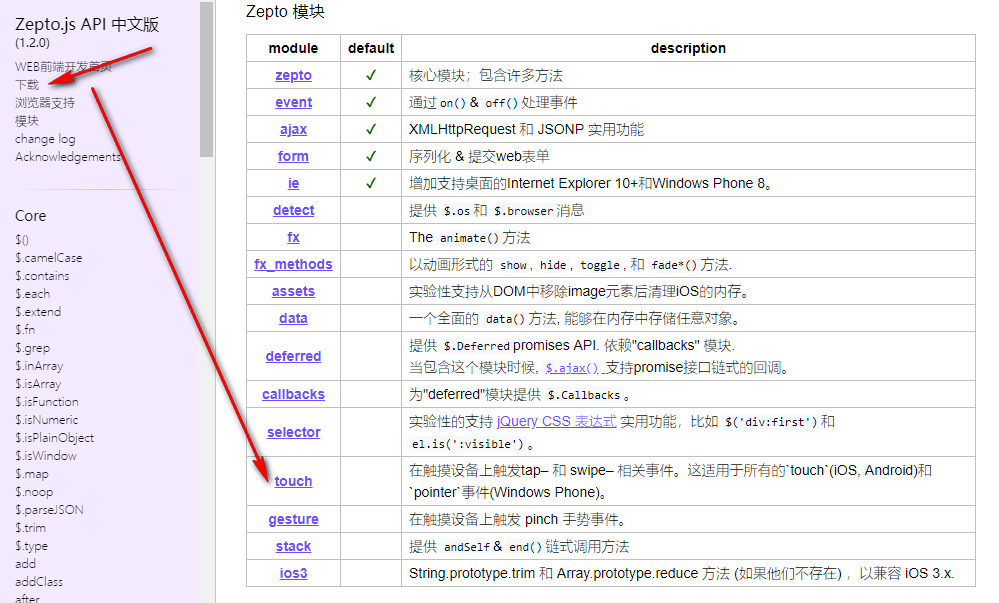 Zepto.js API 中文版
(1.2.0)
WEB前端开发首页
下载
浏览器支持
模块
change log
Acknowledgements
Core
$()
$.camelCase
$.contains
$.each
$.extend
$.fn
$.grep
$.inArray
$.isArray
$.isFunction
$.isNumeric
$.isPlainObject
$.isWindow
$.map
$.noop
$.parseJSON
$.trim
$.type
add
addClass
after
Zepto 模块
module default description
zepto ✓ 核心模块；包含许多方法
event ✓ 通过 on() & off() 处理事件
ajax ✓ XMLHttpRequest 和 JSONP 实用功能
form ✓ 序列化 & 提交web表单
ie ✓ 增加支持桌面的Internet Explorer 10+和Windows Phone 8。
detect 提供 $.os 和 $.browser 消息
fx The animate() 方法
fx_methods 以动画形式的 show, hide, toggle, 和 fade*() 方法.
assets 实验性支持从DOM中移除image元素后清理iOS的内存。
data 一个全面的 data() 方法, 能够在内存中存储任意对象。
deferred 提供 $.Deferred promises API. 依赖"callbacks" 模块.
当包含这个模块时候, $.ajax() 支持promise接口链式的回调。
callbacks 为"deferred"模块提供 $.Callbacks 。
selector 实验性的支持 jQuery CSS 表达式 实用功能，比如 $('div:first') 和
el.is(':visible') 。
touch 在触摸设备上触发tap– 和 swipe– 相关事件。这适用于所有的`touch`(iOS, Android)和
`pointer`事件(Windows Phone)。
gesture 在触摸设备上触发 pinch 手势事件。
stack 提供 andSelf & end() 链式调用方法
ios3 String.prototype.trim 和 Array.prototype.reduce 方法 (如果他们不存在) ，以兼容 iOS 3.x.